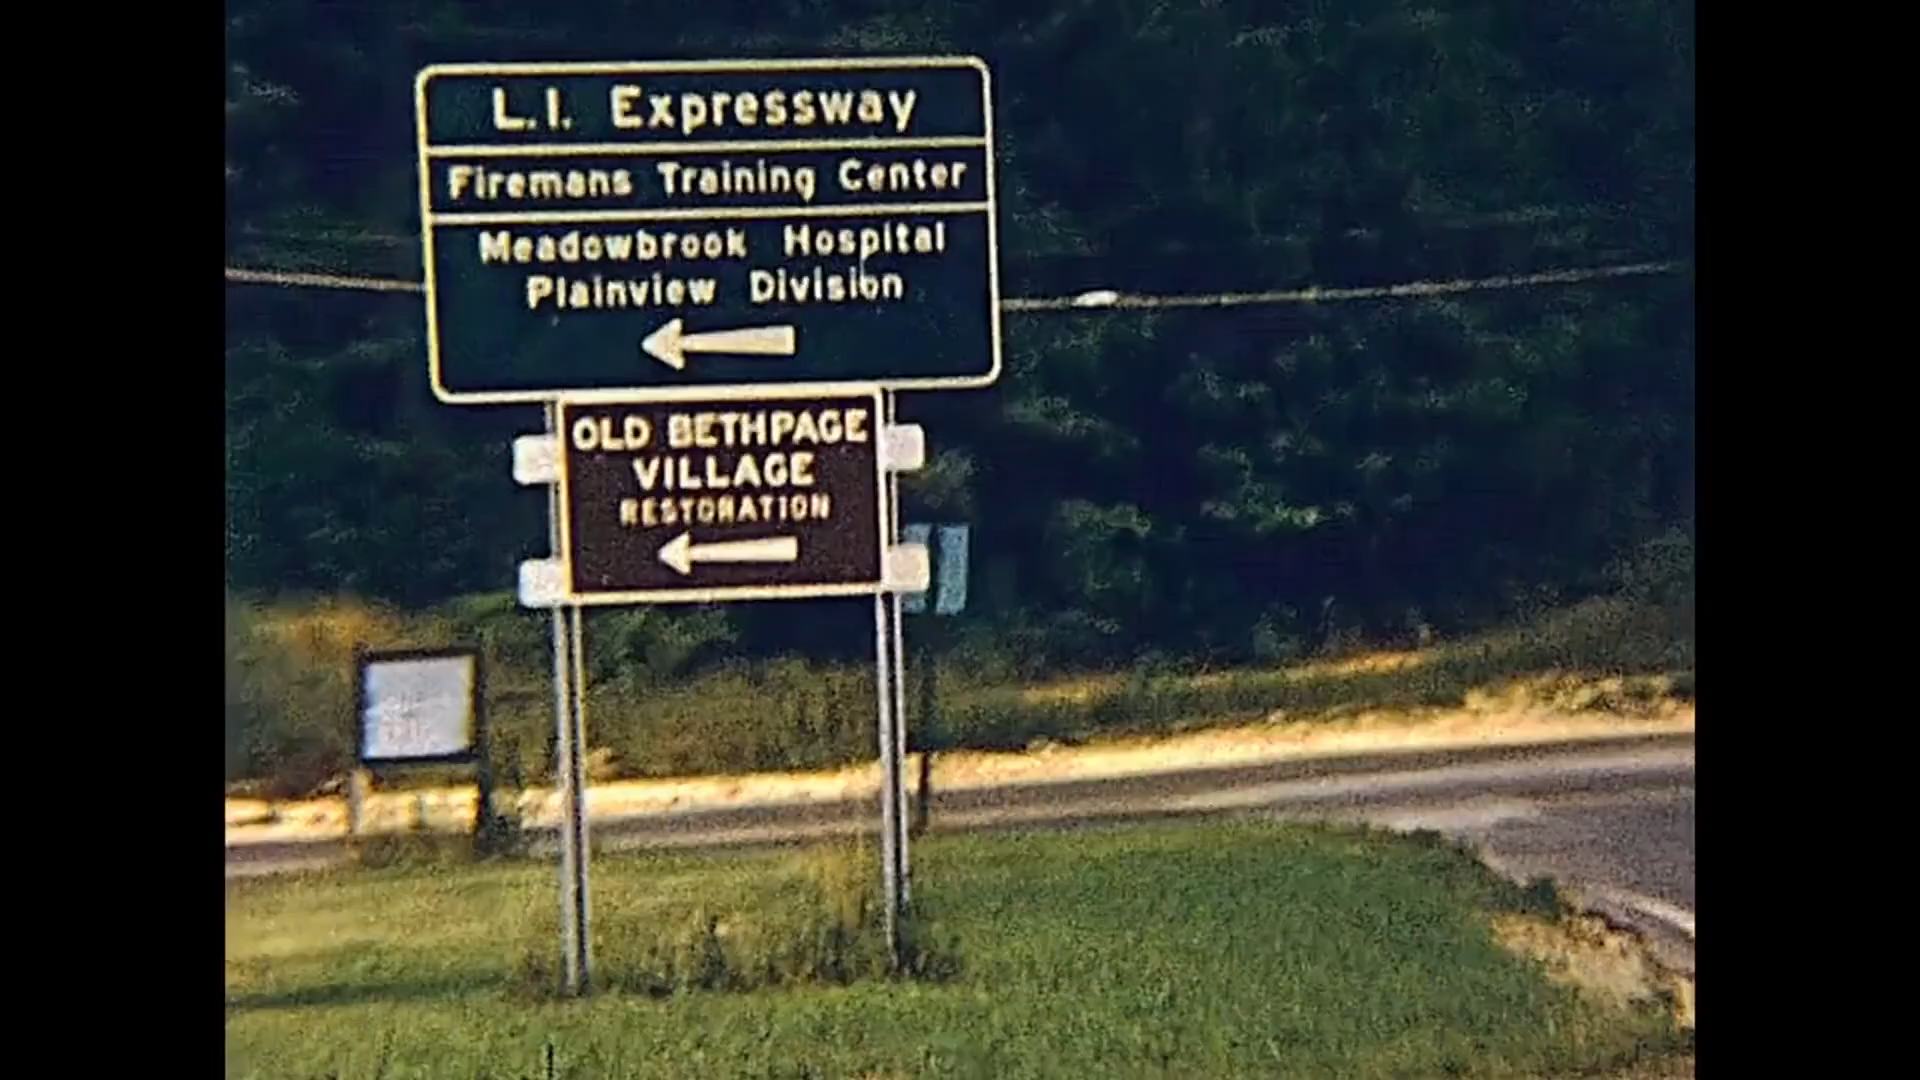 L.I. Expressway
Firemans Training Center
Meadowbrook Hospital
Plainview Division
OLD BETHPAGE
VILLAGE
RESTORATION